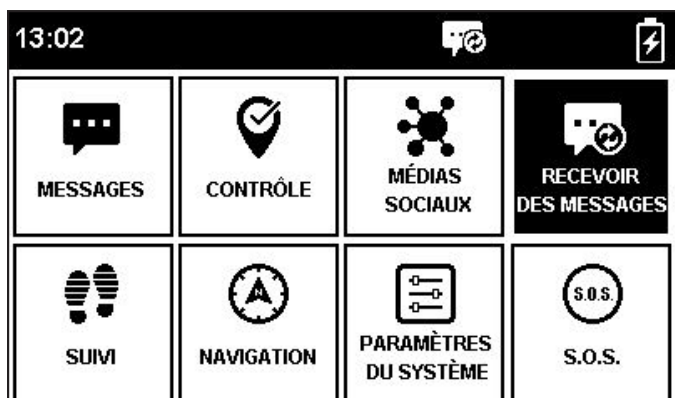 13:02
MESSAGES
CONTRÔLE
MÉDIAS
SOCIAUX
RECEVOIR
DES MESSAGES
SUIVI
N
NAVIGATION
PARAMÈTRES
DU SYSTÈME
S.O.S.
S.O.S.